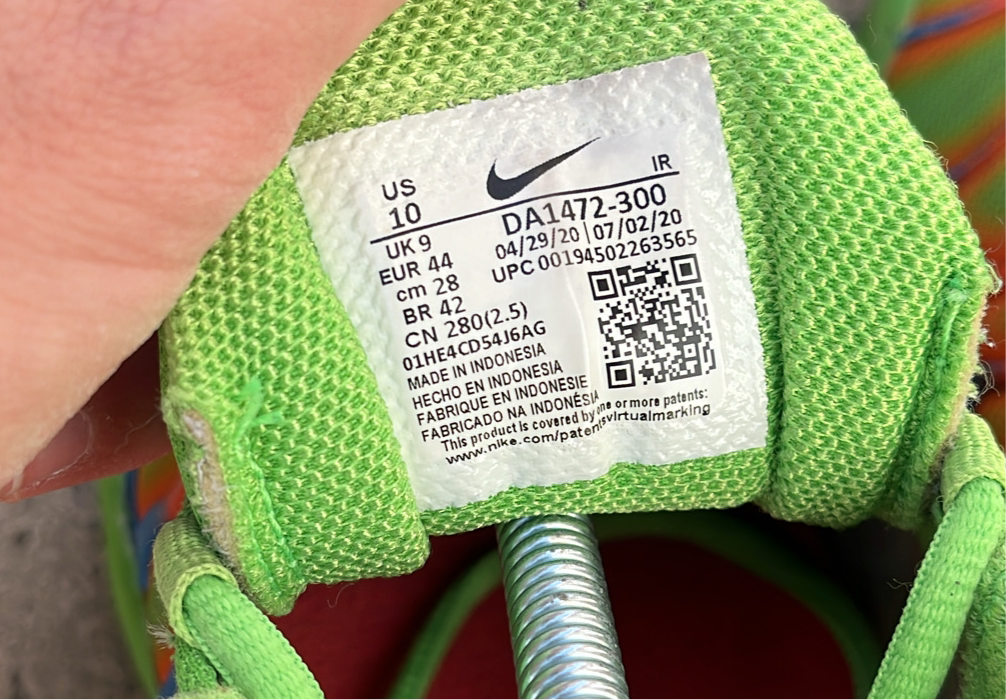 US
10
IR
UK 9
DA1472-300
EUR 44
04/29/20|07/02/20
cm 28
UPC 00194502263565
BR 42
CN 280(2.5)
01HE4CD54J6AG
MADE IN INDONESIA
HECHO EN INDONESIA
FABRIQUE EN INDONESIE
FABRICADO NA INDONÉSIA
This product is covered by one or more patents:
www.nike.com/patentsvirtualmarking